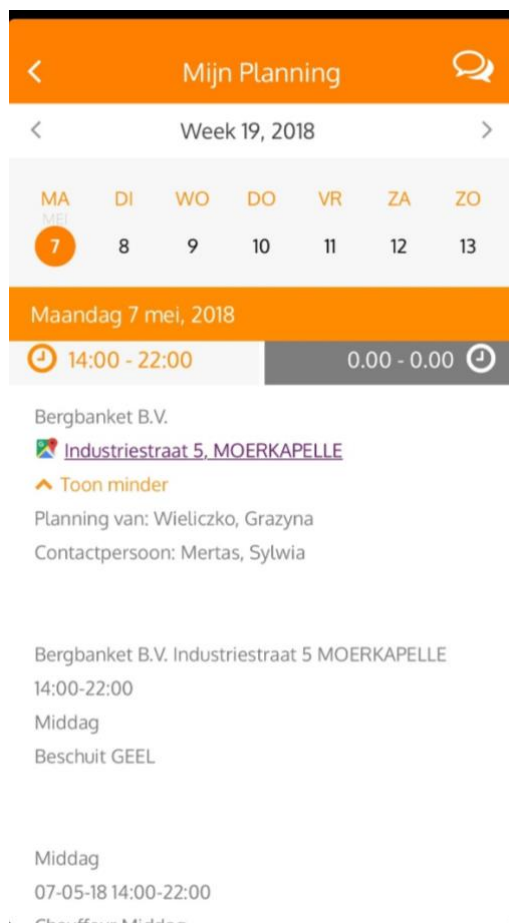 Mijn Planning
Week 19, 2018
MA DI WO DO VR ZA ZO
MEI
7 8 9 10 11 12 13
Maandag 7 mei, 2018
14:00 - 22:00 0.00 - 0.00
Bergbanket B.V.
Industriestraat 5, MOERKAPELLE
Toon minder
Planning van: Wieliczko, Grazyna
Contactpersoon: Mertas, Sylwia
Bergbanket B.V. Industriestraat 5 MOERKAPELLE
14:00-22:00
Middag
Beschuit GEEL
Middag
07-05-18 14:00-22:00